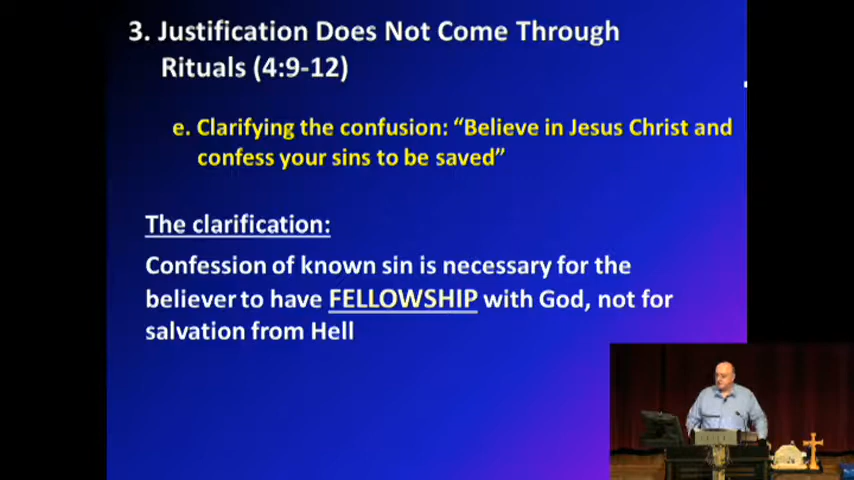 3. Justification Does Not Come Through
Rituals (4:9-12)
e. Clarifying the confusion: “Believe in Jesus Christ and
confess your sins to be saved”
The clarification:
Confession of known sin is necessary for the
believer to have FELLOWSHIP with God, not for
salvation from Hell